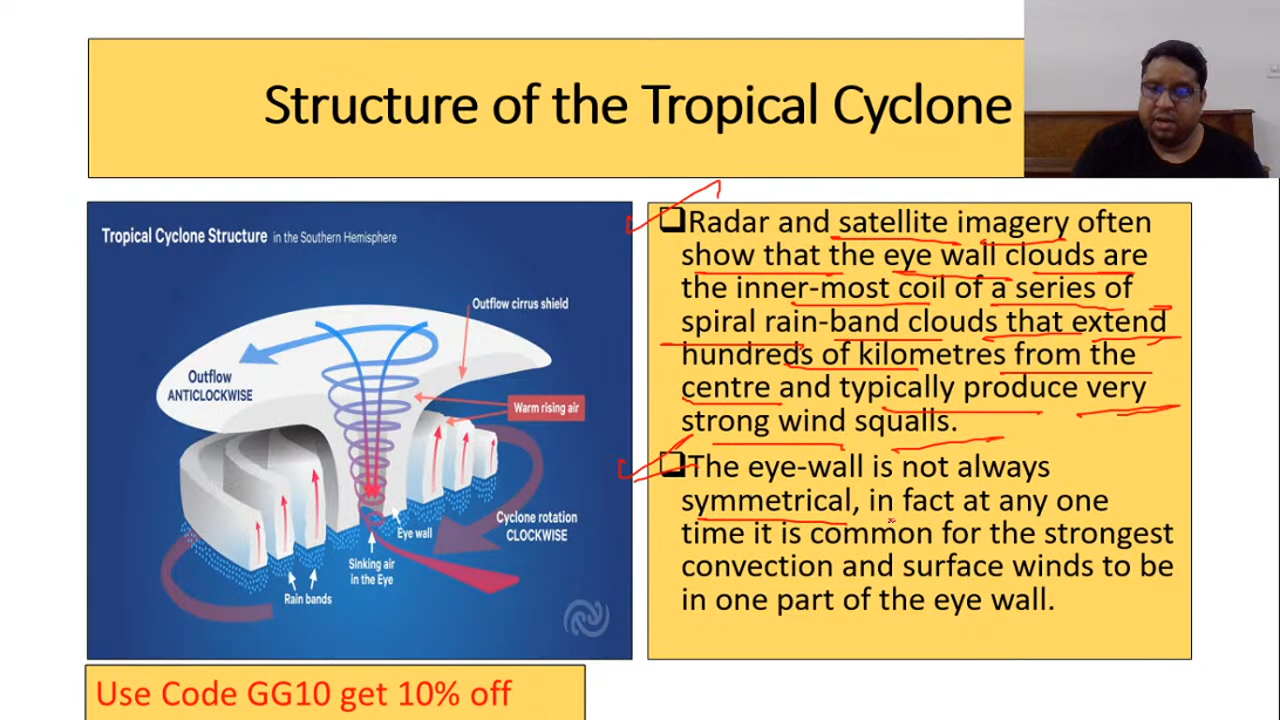 Structure of the Tropical Cyclone
Tropical Cyclone Structure in the Southern Hemisphere
Outflow cirrus shield
Outflow
ANTICLOCKWISE
Warm rising air
Cyclone rotation
CLOCKWISE
Eye wall
Sinking air
in the Eye
Rain bands
Radar and satellite imagery often
show that the eye wall clouds are
the inner-most coil of a series of
spiral rain-band clouds that extend
hundreds of kilometres from the
centre and typically produce very
strong wind squalls.
The eye-wall is not always
symmetrical, in fact at any one
time it is common for the strongest
convection and surface winds to be
in one part of the eye wall.
Use Code GG10 get 10% off